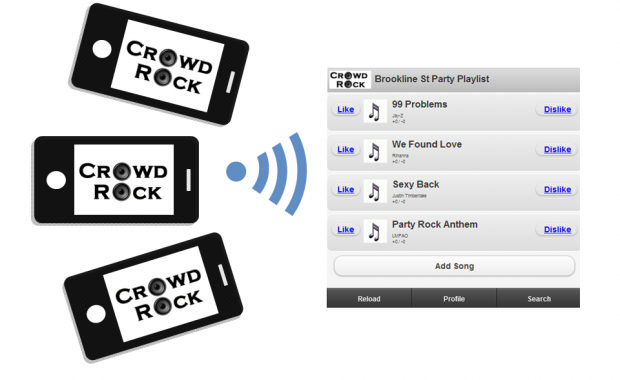 CROWD
ROCK
CROWD
ROCK
CROWD
ROCK
CROWD
ROCK
Brookline St Party Playlist
Like
99 Problems
Jay-Z
+0 / -0
Dislike
Like
We Found Love
Rihanna
+0 / -0
Dislike
Like
Sexy Back
Justin Timberlake
+0 / -0
Dislike
Like
Party Rock Anthem
LMFAO
+0 / -0
Dislike
Add Song
Reload
Profile
Search